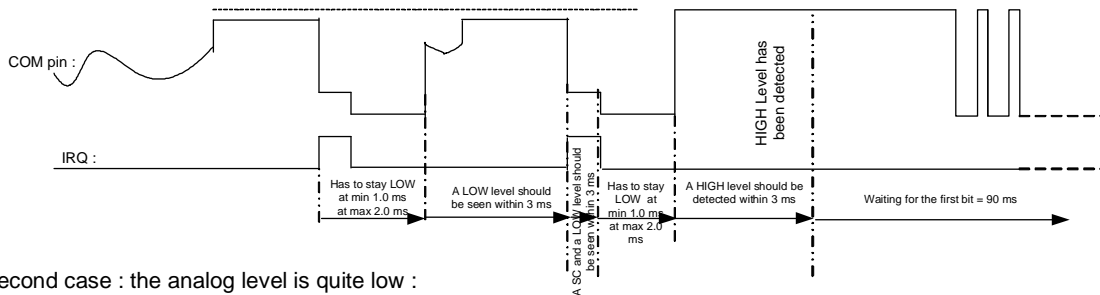 COM pin :
HIGH Level has
been detected
IRQ :
Has to stay LOW
at min 1.0 ms
at max 2.0 ms
A LOW level should
be seen within 3 ms
A SC and a LOW level should
be seen within 3 ms
Has to stay
LOW at
min 1.0 ms
at max 2.0
ms
A HIGH level should be
detected within 3 ms
Waiting for the first bit = 90 ms
econd case : the analog level is quite low :